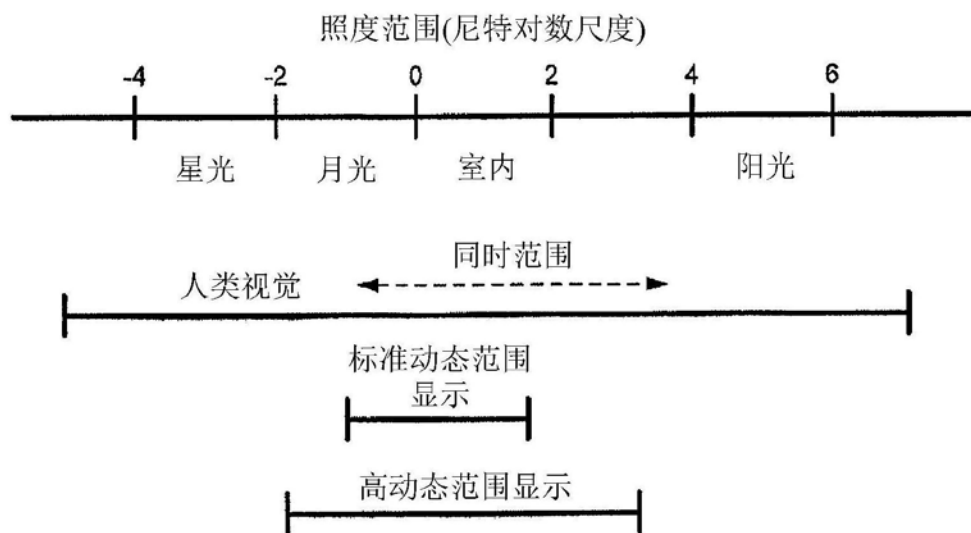 照度范围(尼特对数尺度)
-4 -2 0 2 4 6
星光 月光 室内 阳光
同时范围
人类视觉
标准动态范围
显示
高动态范围显示